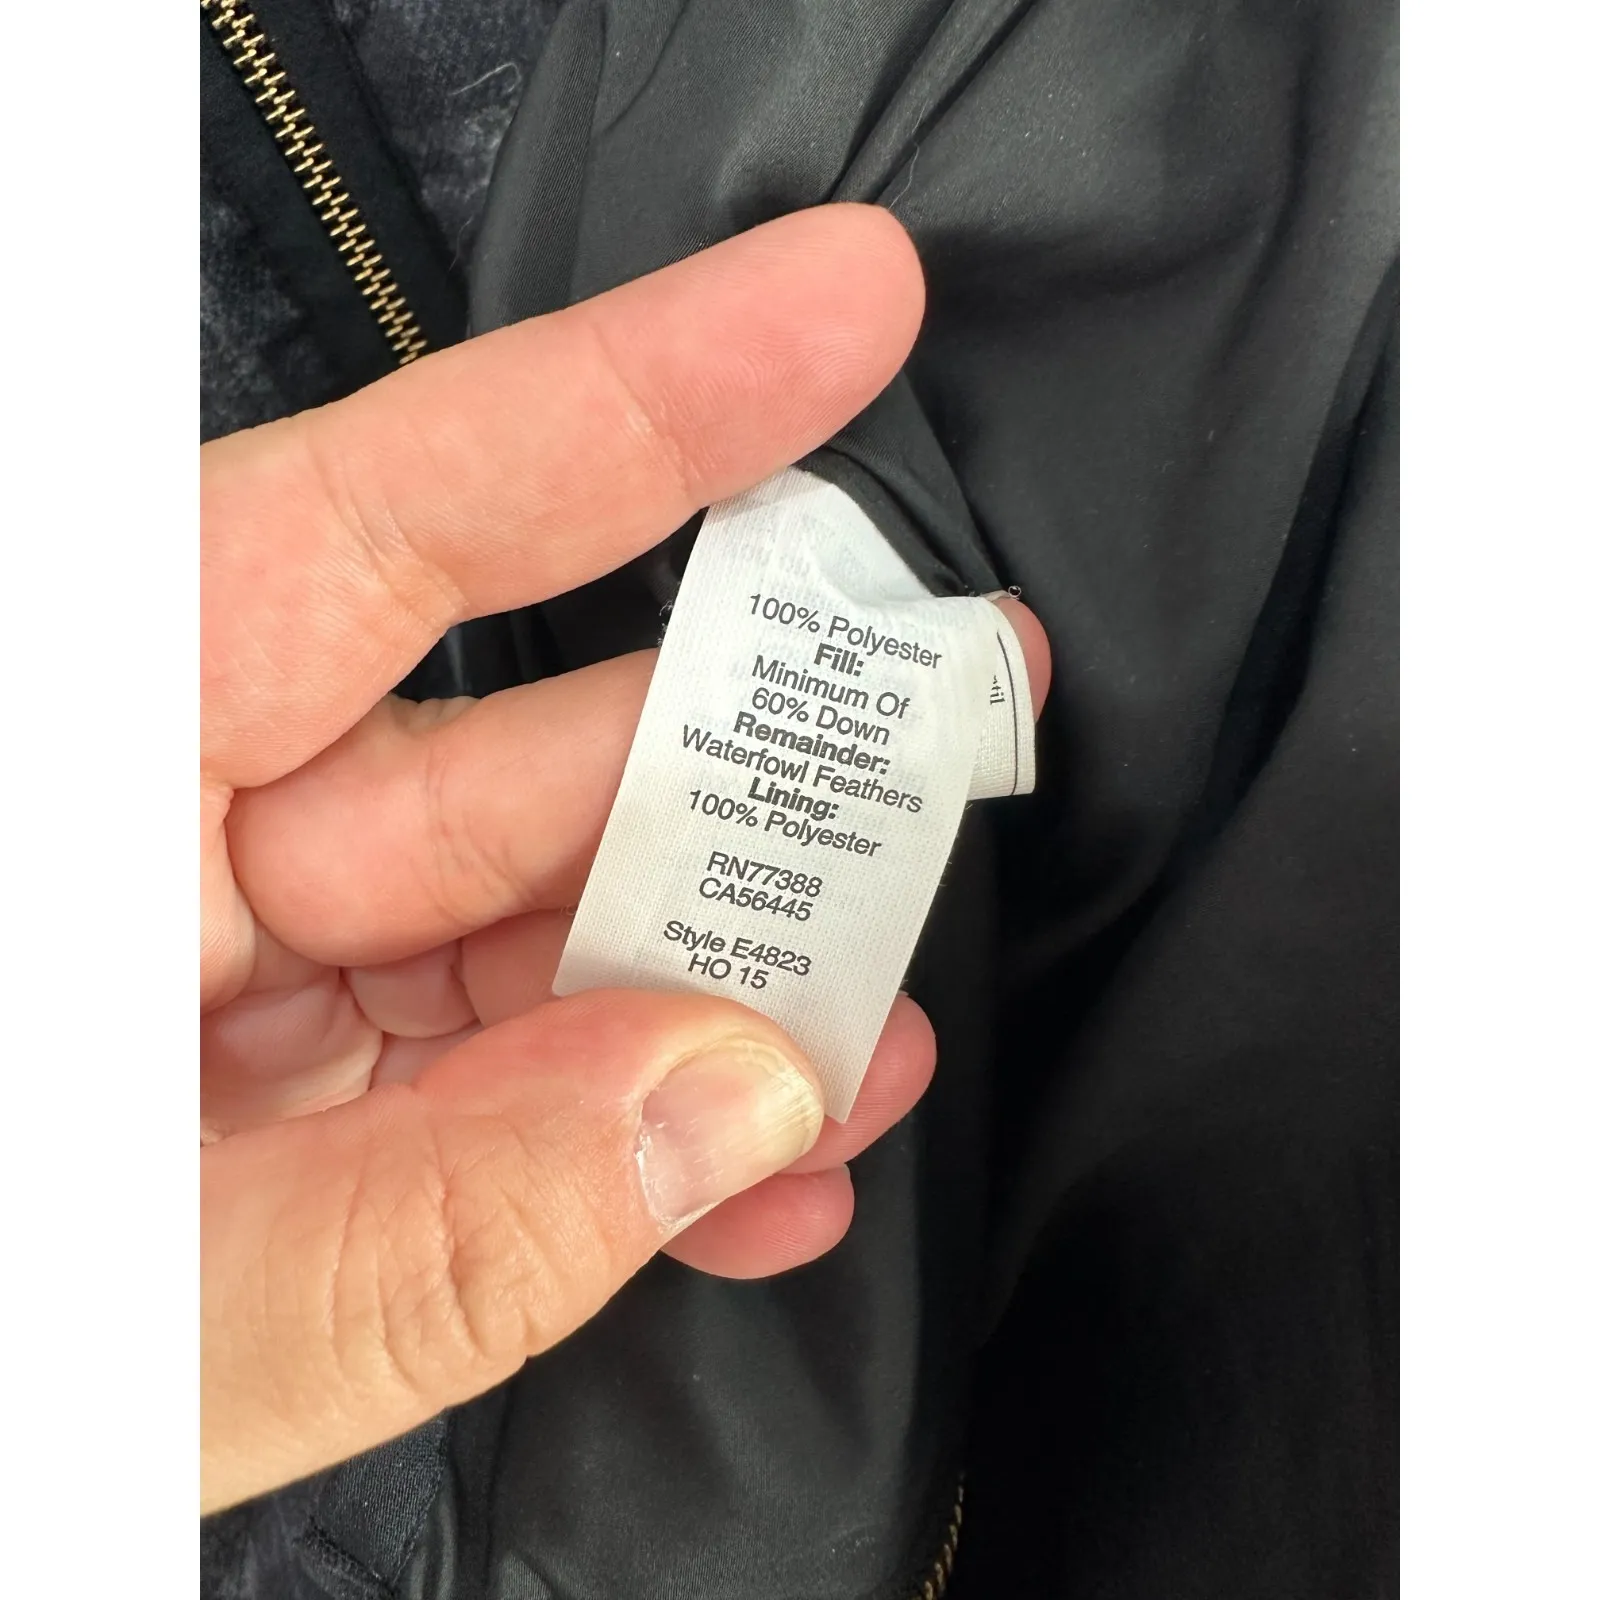 100% Polyester
Fill:
Minimum Of
60% Down
Remainder:
Waterfowl Feathers
Lining:
100% Polyester
RN77388
CA56445
Style E4823
HO 15